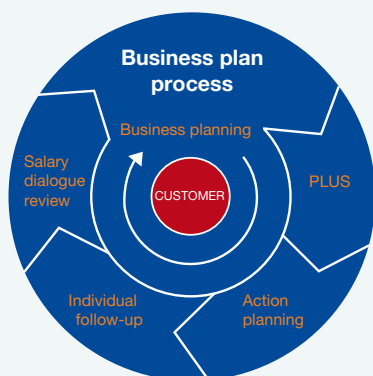 Business plan
process
Business planning
Salary
dialogue
review
CUSTOMER
PLUS
Individual
follow-up
Action
planning